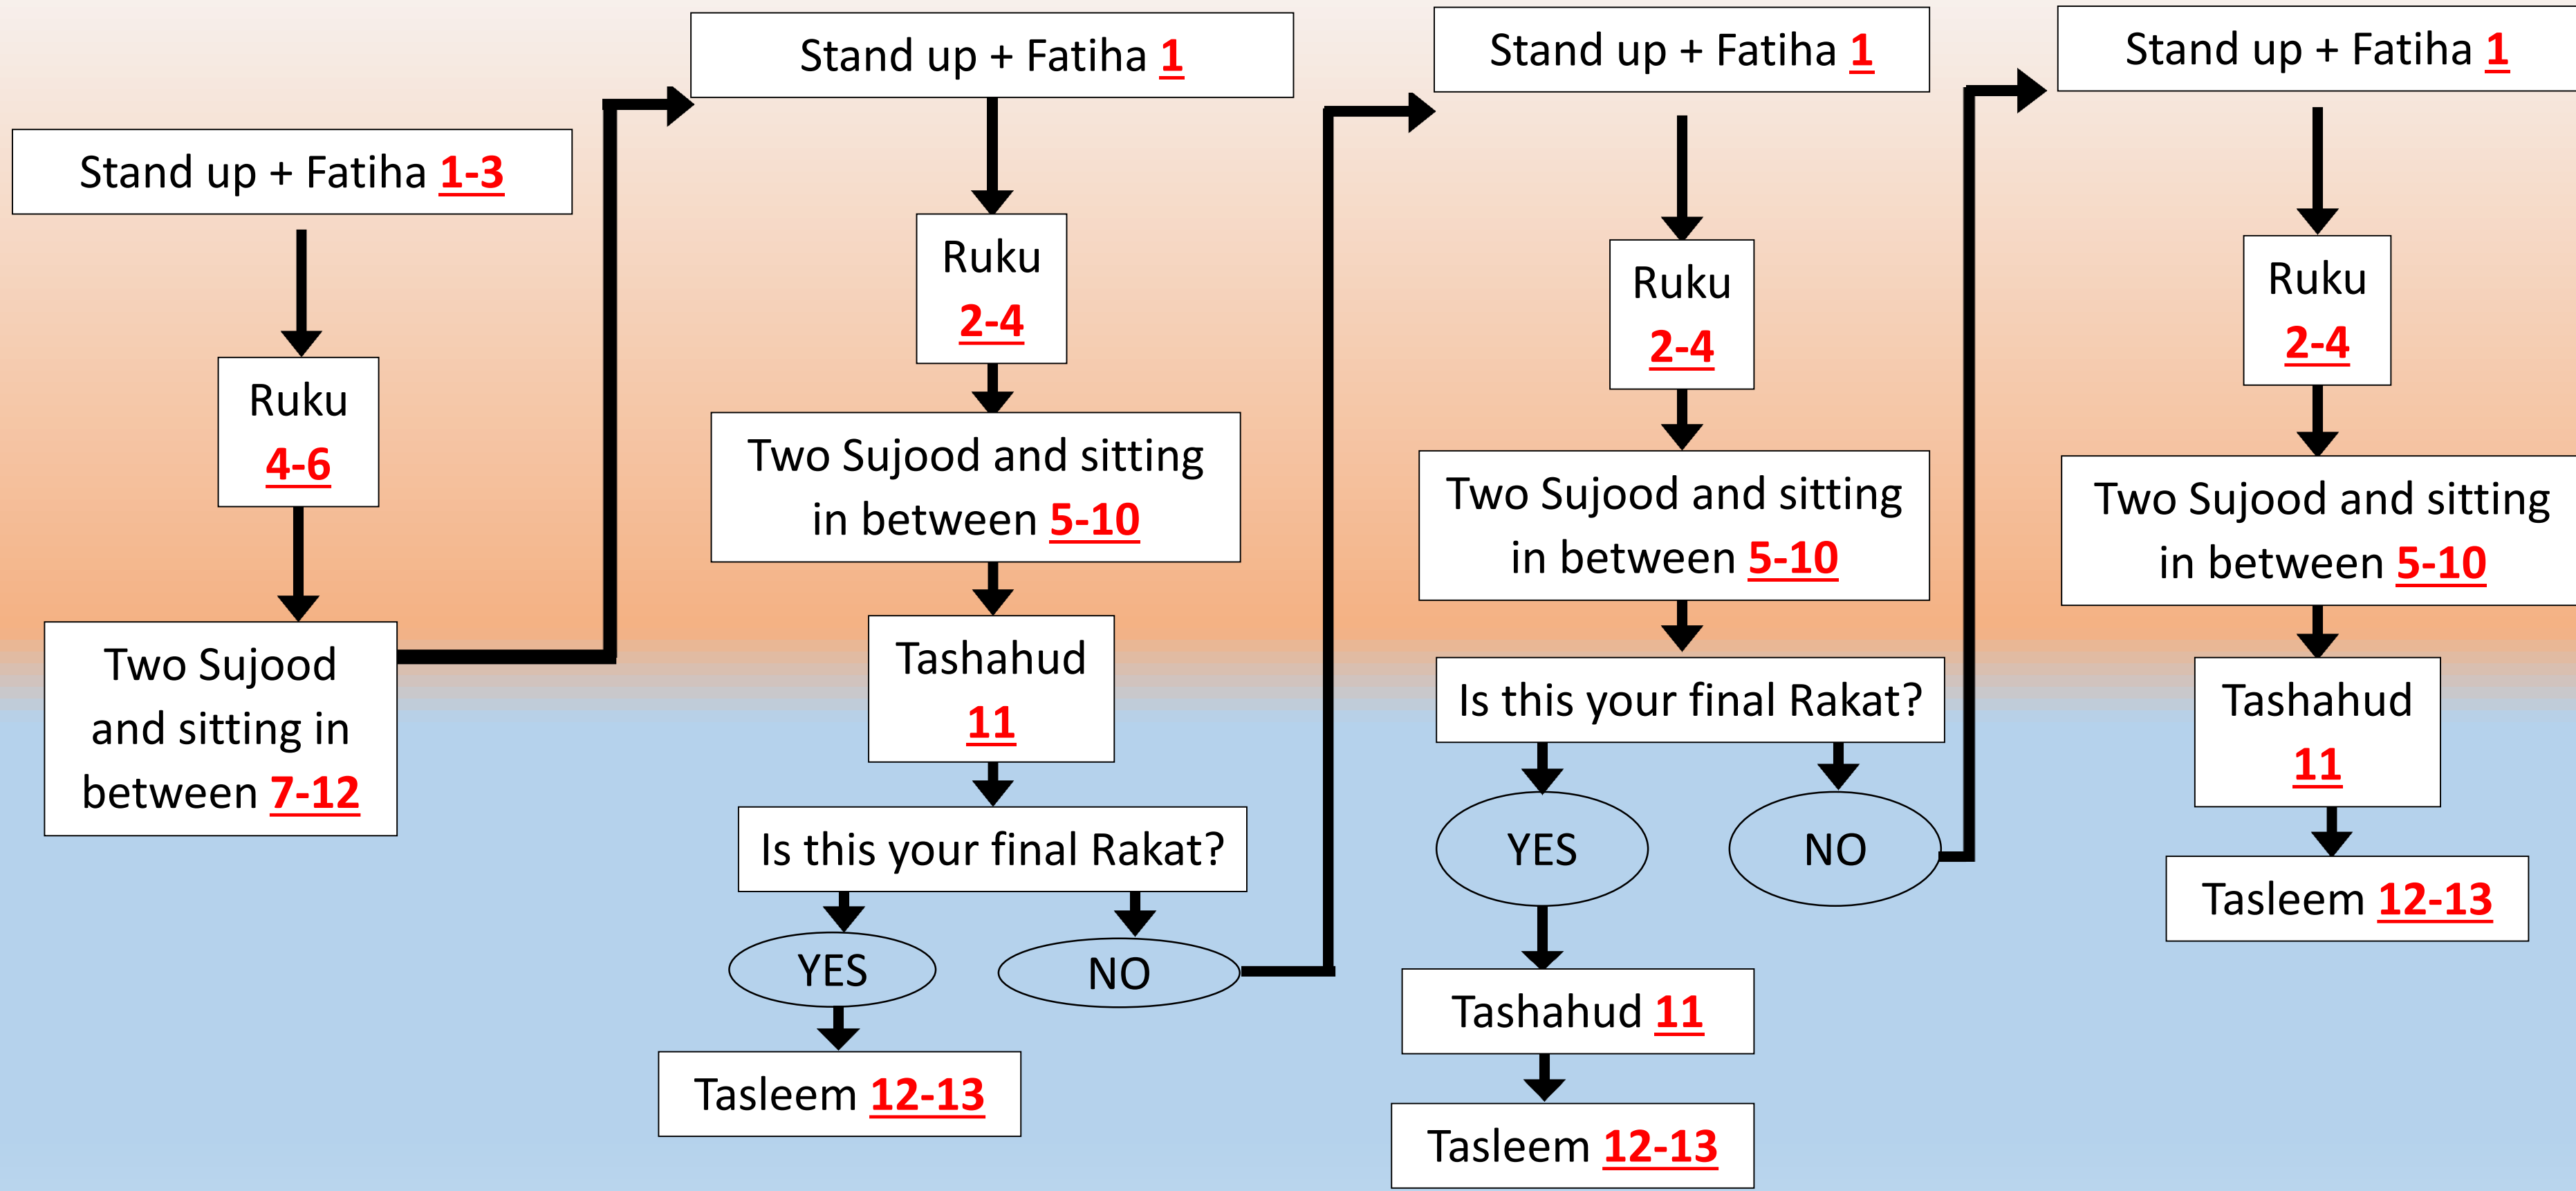 Stand up + Fatiha 1-3
Ruku
4-6
Two Sujood
and sitting in
between 7-12
Stand up + Fatiha 1
Ruku
2-4
Two Sujood and sitting
in between 5-10
Tashahud
11
Is this your final Rakat?
YES
NO
Tasleem 12-13
Stand up + Fatiha 1
Ruku
2-4
Two Sujood and sitting
in between 5-10
Is this your final Rakat?
YES
NO
Tashahud 11
Tasleem 12-13
Stand up + Fatiha 1
Ruku
2-4
Two Sujood and sitting
in between 5-10
Tashahud
11
Tasleem 12-13